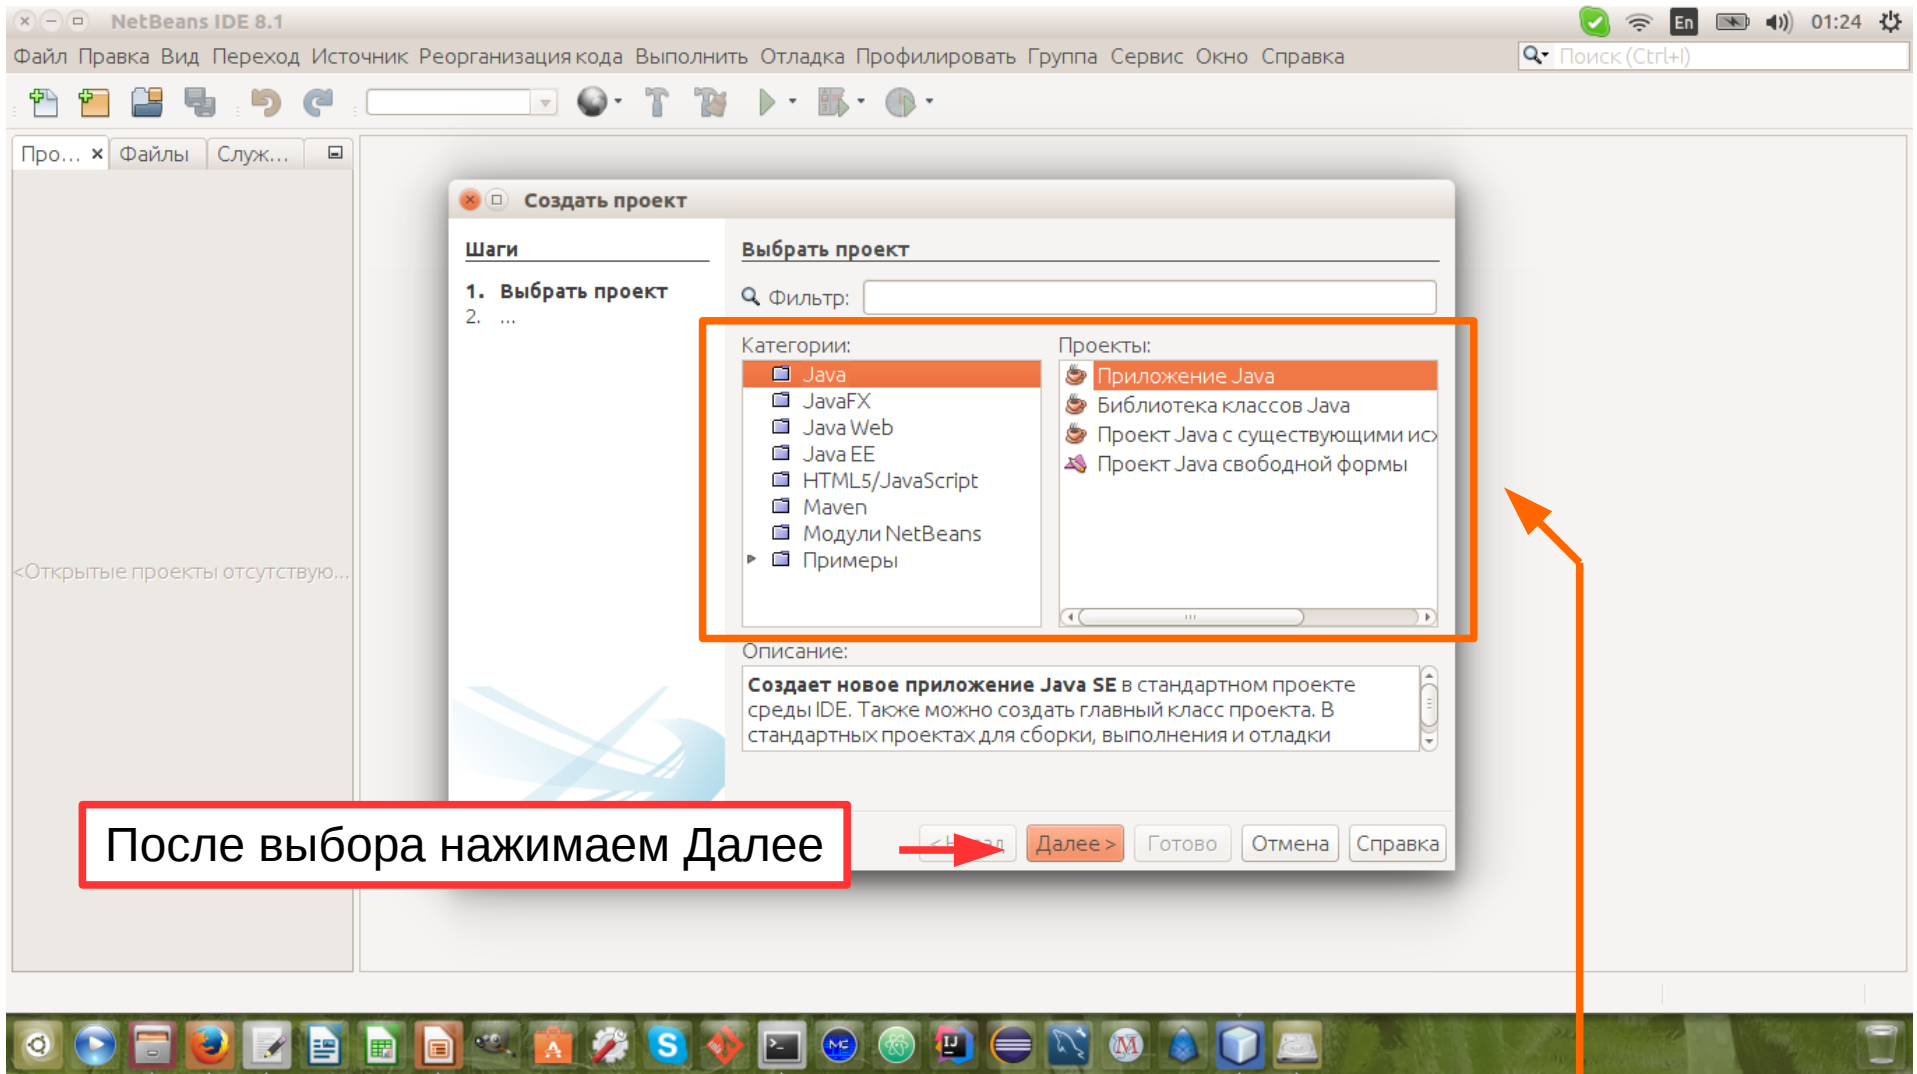 NetBeans IDE 8.1
En
01:24
Файл Правка Вид Переход Источник Реорганизация кода Выполнить Отладка Профилировать Группа Сервис Окно Справка
Поиск (Ctrl+I)
Про... Файлы Служ...
<Открытые проекты отсутствую...
Создать проект
Шаги
1. Выбрать проект
2. ...
Выбрать проект
Фильтр:
Категории:
Java
JavaFX
Java Web
Java EE
HTML5/JavaScript
Maven
Модули NetBeans
Примеры
Проекты:
Приложение Java
Библиотека классов Java
Проект Java с существующими исх
Проект Java свободной формы
Описание:
Создает новое приложение Java SE в стандартном проекте
среды IDE. Также можно создать главный класс проекта. В
стандартных проектах для сборки, выполнения и отладки
После выбора нажимаем Далее
Далее > Готово Отмена Справка